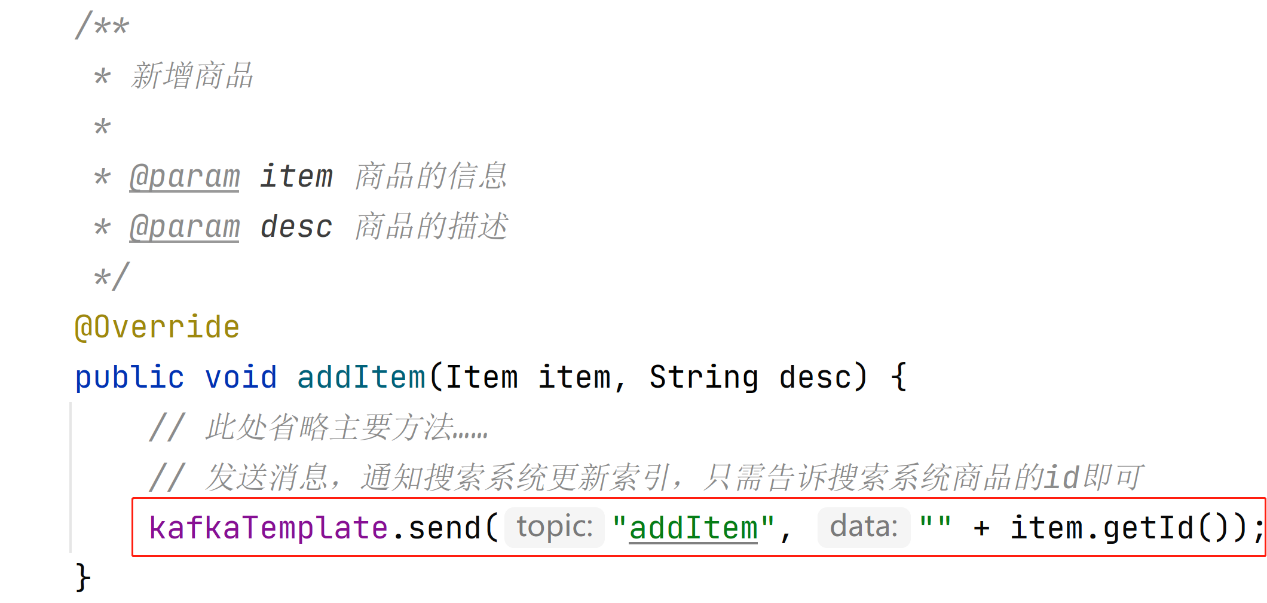 /**
 * 新增商品
 *
 * @param item 商品的信息
 * @param desc 商品的描述
 */
@Override
public void addItem(Item item, String desc) {
    // 此处省略主要方法……
    // 发送消息，通知搜索系统更新索引，只需告诉搜索系统商品的id即可
    kafkaTemplate.send( topic: "addItem", data: "" + item.getId());
}